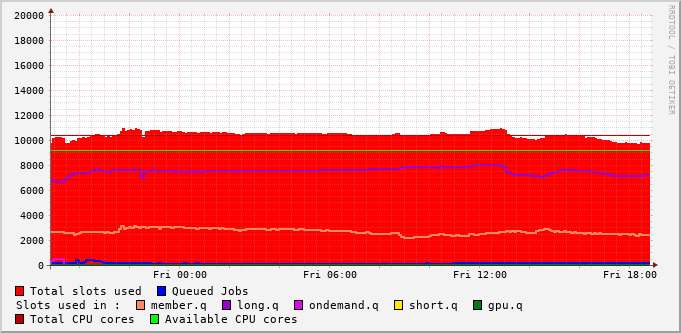 20000
18000
16000
14000
12000
10000
8000
6000
4000
2000
0
Fri 00:00 Fri 06:00 Fri 12:00 Fri 18:00
RRDTOOL / TOBI OETIKER
Total slots used Queued Jobs
Slots used in : member.q long.q ondemand.q short.q gpu.q
Total CPU cores Available CPU cores